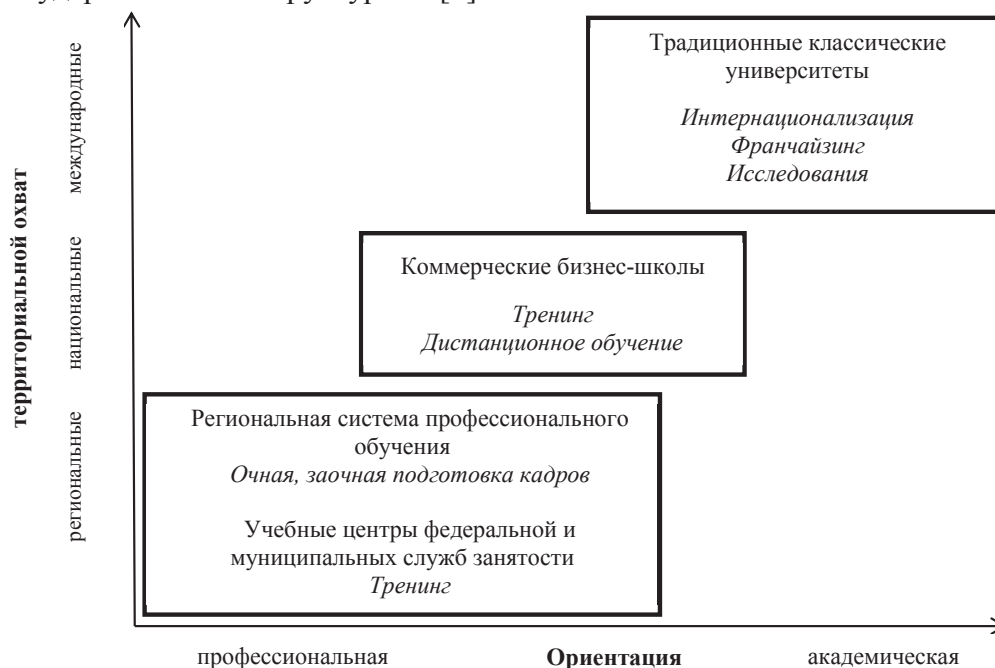 Традиционные классические
университеты
Интернационализация
Франчайзинг
Исследования
Коммерческие бизнес-школы
Тренинг
Дистанционное обучение
Региональная система профессионального
обучения
Очная, заочная подготовка кадров
Учебные центры федеральной и
муниципальных служб занятости
Тренинг
территориальной охват
международные
национальные
региональные
профессиональная
Ориентация
академическая